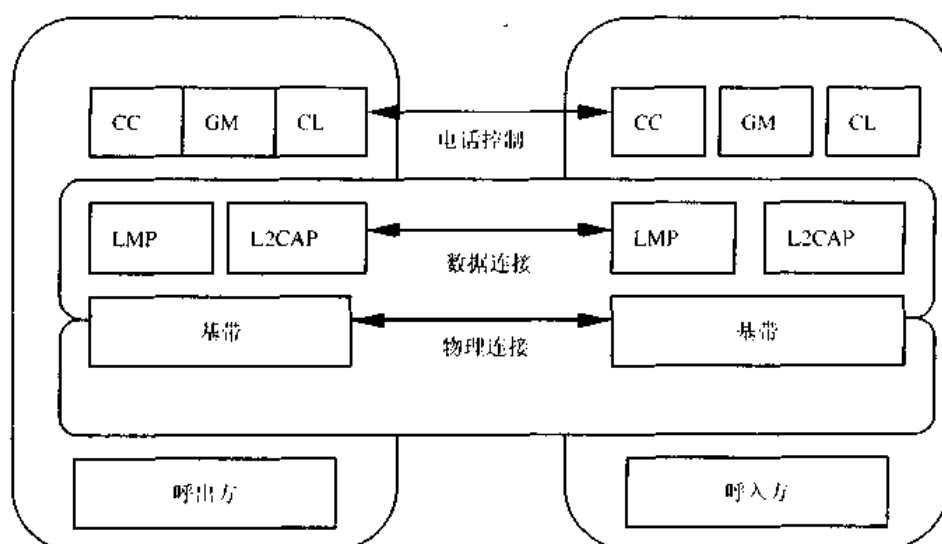 CC GM CL CC GM CL
电话控制
LMP L2CAP LMP L2CAP
数据连接
基带 基带
物理连接
呼出方 呼入方